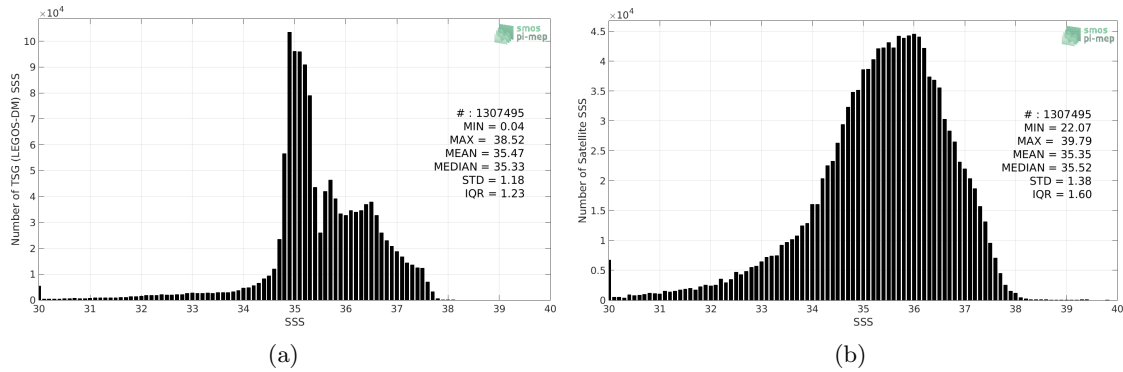 ×10⁴
smos
pi-mep
10
9
8
7
6
5
4
3
2
1
0
Number of TSG (LEGOS-DM) SSS
# : 1307495
MIN = 0.04
MAX = 38.52
MEAN = 35.47
MEDIAN = 35.33
STD = 1.18
IQR = 1.23
30 31 32 33 34 35 36 37 38 39 40
SSS
(a)
×10⁴
smos
pi-mep
4.5
4
3.5
3
2.5
2
1.5
1
0.5
0
Number of Satellite SSS
# : 1307495
MIN = 22.07
MAX = 39.79
MEAN = 35.35
MEDIAN = 35.52
STD = 1.38
IQR = 1.60
30 31 32 33 34 35 36 37 38 39 40
SSS
(b)